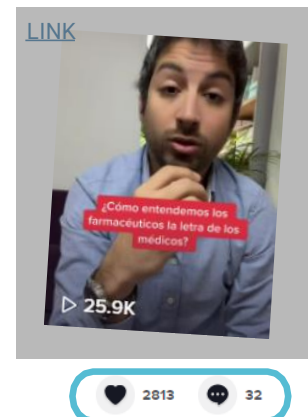 LINK
¿Cómo entendemos los
farmacéuticos la letra de los
médicos?
25.9K
2813 32